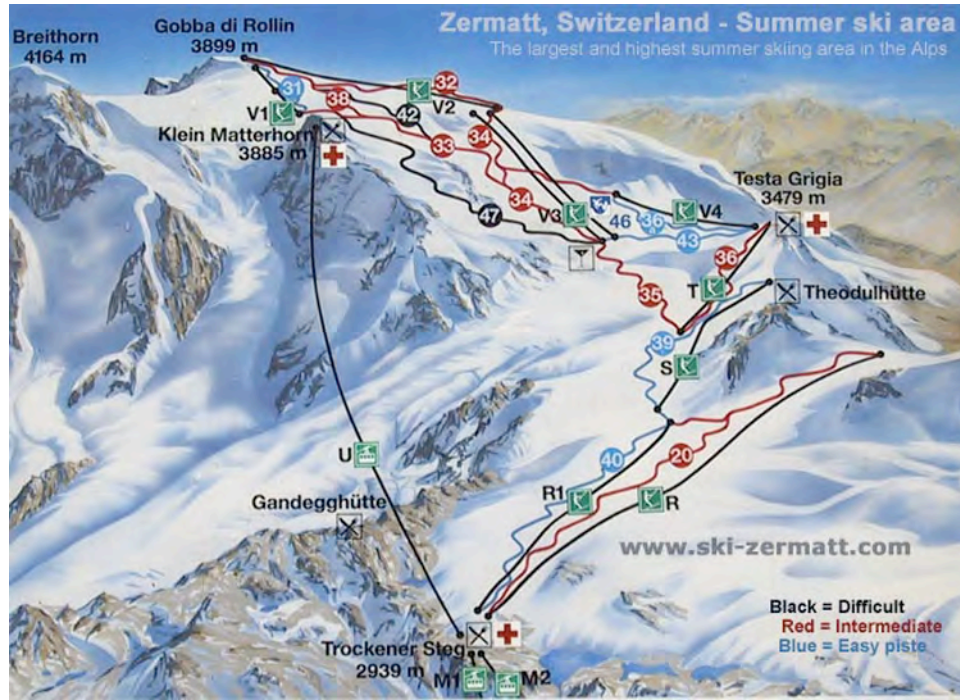 Zermatt, Switzerland - Summer ski area
The largest and highest summer skiing area in the Alps
Breithorn
4164 m
Gobba di Rollin
3899 m
31
38
32
V1
V2
42
Klein Matterhorn
3885 m
33
34
34
47
V3
46
36
V4
43
Testa Grigia
3479 m
36
T
Theodulhütte
35
39
S
U
40
20
R1
R
Gandegghütte
www.ski-zermatt.com
Black = Difficult
Red = Intermediate
Blue = Easy piste
Trockener Steg
2939 m
M1
M2